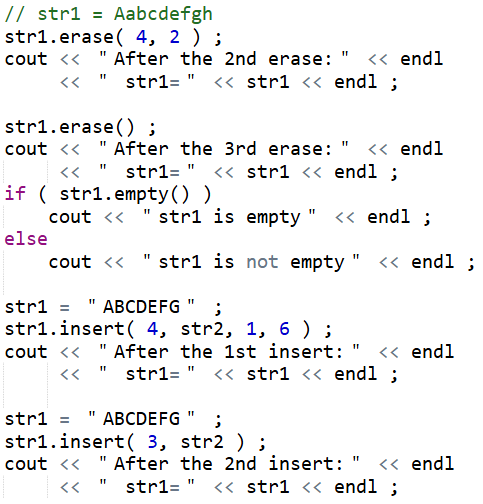 // str1 = Aabcdefgh
str1.erase( 4, 2 ) ;
cout << "After the 2nd erase:" << endl
     << " str1=" << str1 << endl ;
str1.erase() ;
cout << "After the 3rd erase:" << endl
     << " str1=" << str1 << endl ;
if ( str1.empty() )
    cout << "str1 is empty" << endl ;
else
    cout << "str1 is not empty" << endl ;
str1 = "ABCDEFG" ;
str1.insert( 4, str2, 1, 6 ) ;
cout << "After the 1st insert:" << endl
     << " str1=" << str1 << endl ;
str1 = "ABCDEFG" ;
str1.insert( 3, str2 ) ;
cout << "After the 2nd insert:" << endl
     << " str1=" << str1 << endl ;